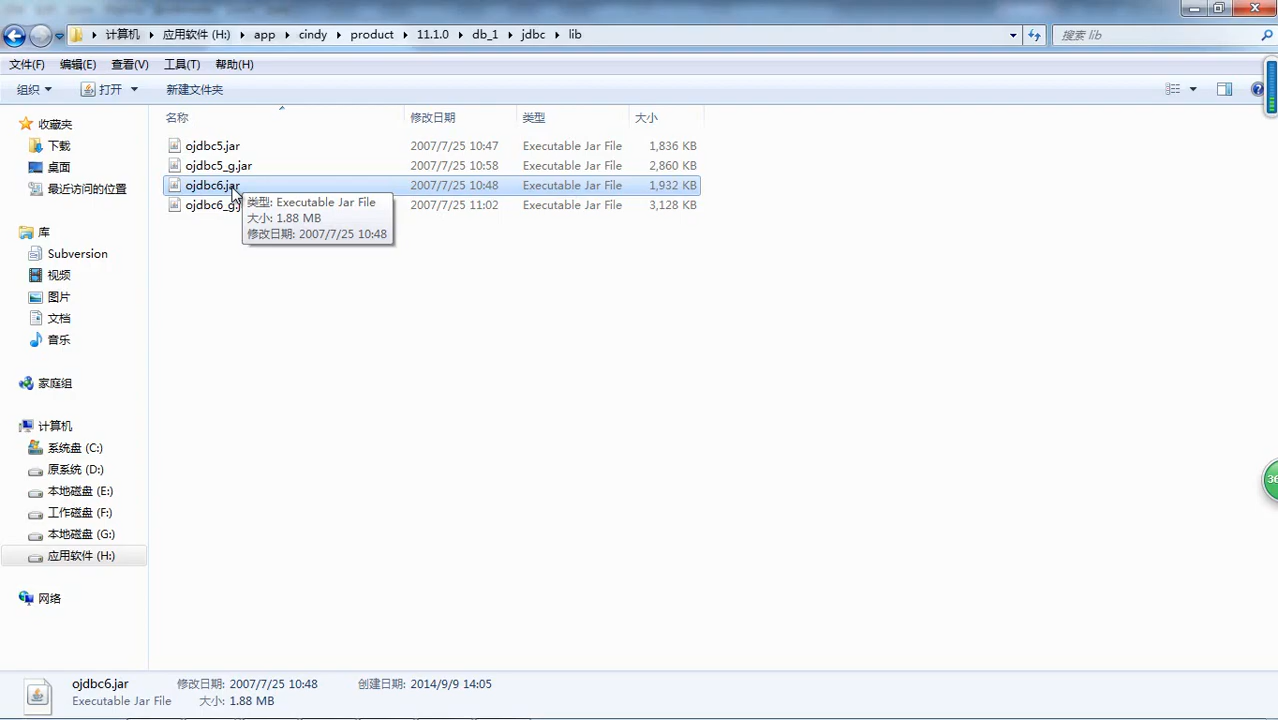 计算机 应用软件 (H:) app cindy product 11.1.0 db_1 jdbc lib 搜索 lib
文件(F) 编辑(E) 查看(V) 工具(T) 帮助(H)
组织 打开 新建文件夹
名称 修改日期 类型 大小
ojdbc5.jar 2007/7/25 10:47 Executable Jar File 1,836 KB
ojdbc5_g.jar 2007/7/25 10:58 Executable Jar File 2,860 KB
ojdbc6.jar 2007/7/25 10:48 Executable Jar File 1,932 KB
ojdbc6_g.j 2007/7/25 11:02 Executable Jar File 3,128 KB
类型: Executable Jar File
大小: 1.88 MB
修改日期: 2007/7/25 10:48
收藏夹
下载
桌面
最近访问的位置
库
Subversion
视频
图片
文档
音乐
家庭组
计算机
系统盘 (C:)
原系统 (D:)
本地磁盘 (E:)
工作磁盘 (F:)
本地磁盘 (G:)
应用软件 (H:)
网络
36
ojdbc6.jar 修改日期: 2007/7/25 10:48 创建日期: 2014/9/9 14:05
Executable Jar File 大小: 1.88 MB